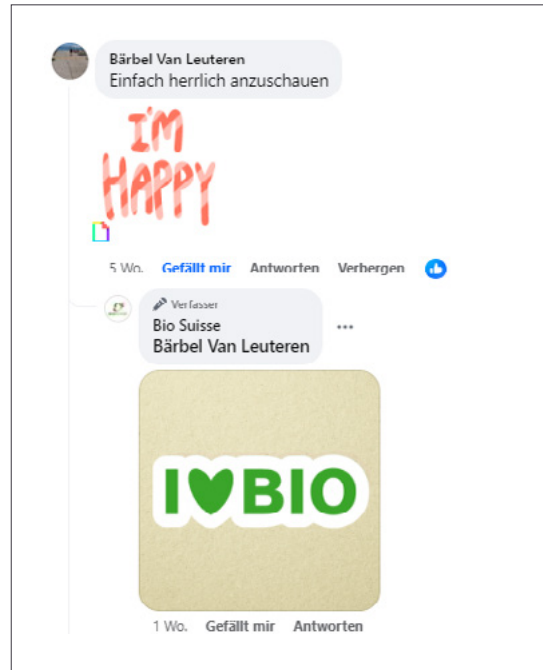 Bärbel Van Leuteren
Einfach herrlich anzuschauen
I'M
HAPPY
5 Wo. Gefällt mir Antworten Verbergen
Verfasser
Bio Suisse
Bärbel Van Leuteren
I♥BIO
1 Wo. Gefällt mir Antworten